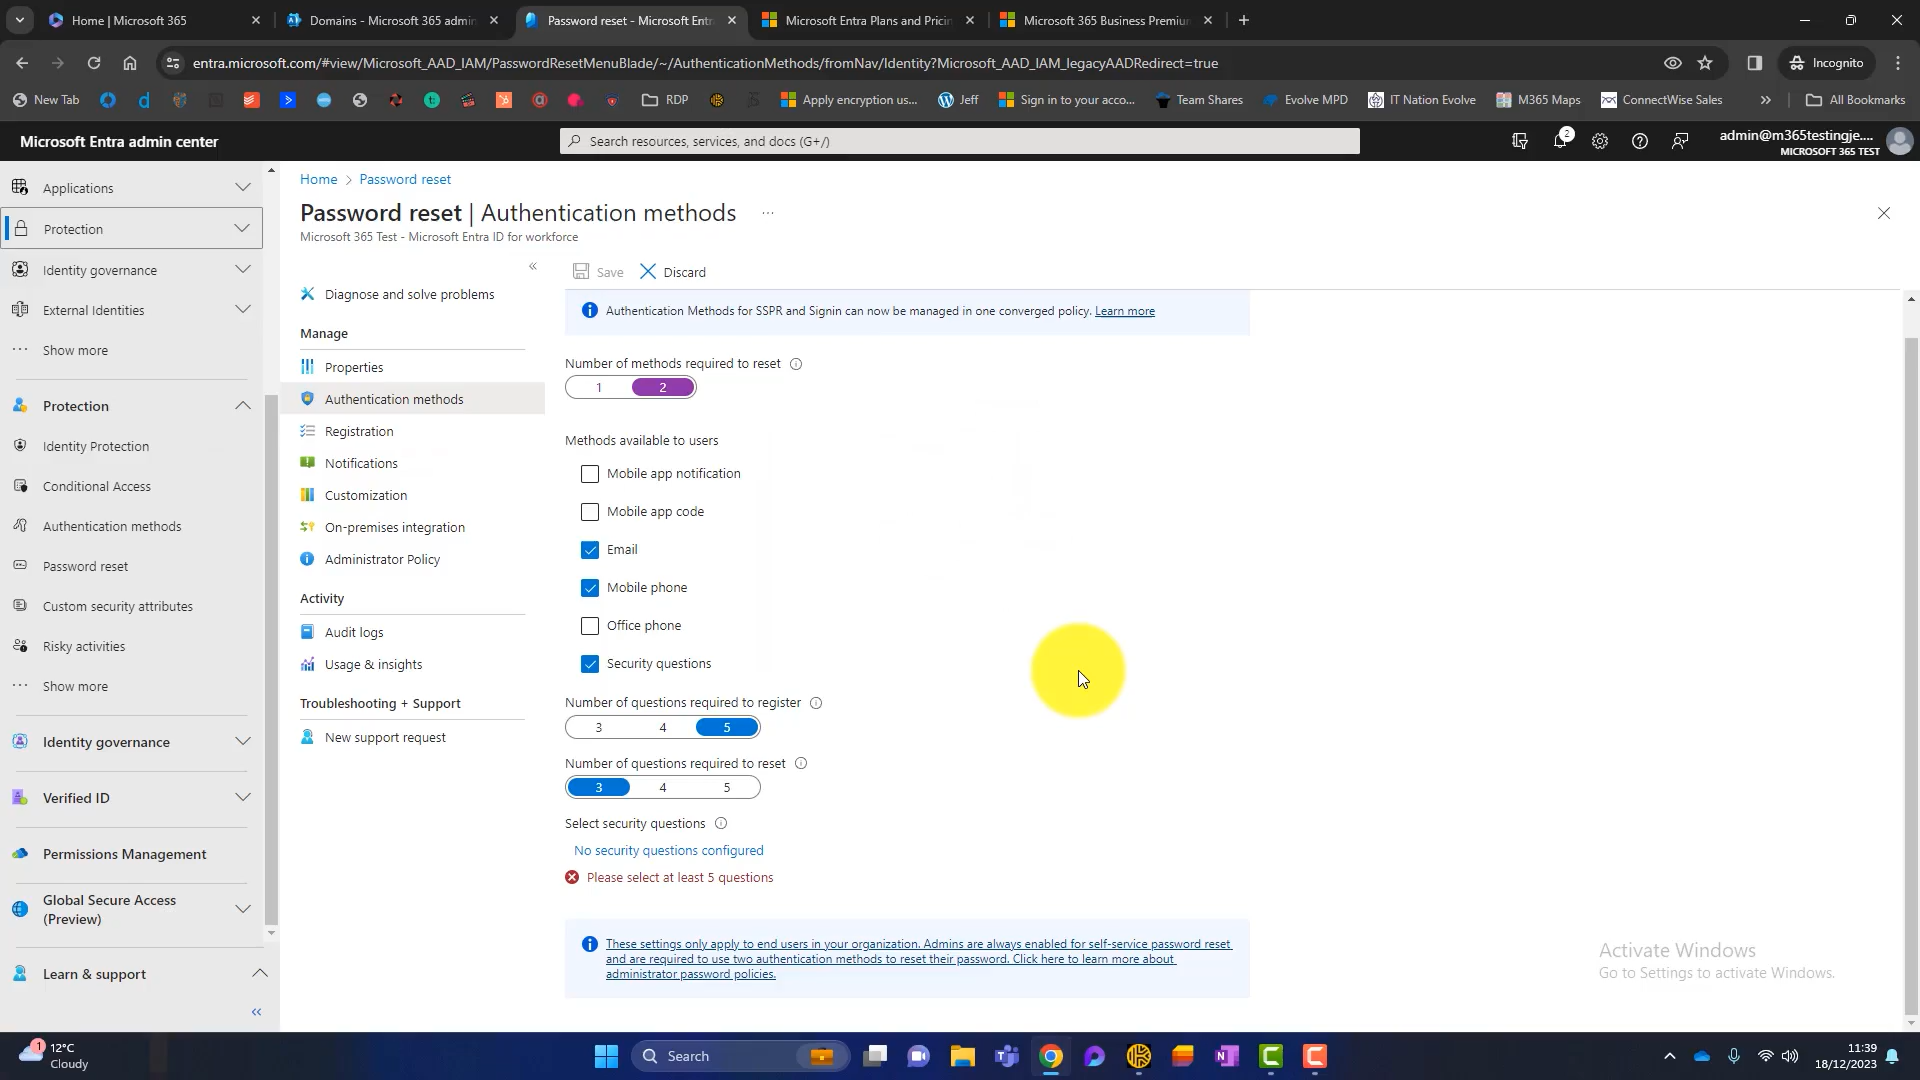 Home | Microsoft 365
Domains - Microsoft 365 admin
Password reset - Microsoft Entra
Microsoft Entra Plans and Pricin
Microsoft 365 Business Premium
entra.microsoft.com/#view/Microsoft_AAD_IAM/PasswordResetMenuBlade/~/AuthenticationMethods/fromNav/Identity?Microsoft_AAD_IAM_legacyAADRedirect=true
Incognito
New Tab
RDP
Apply encryption us...
Jeff
Sign in to your acco...
Team Shares
Evolve MPD
IT Nation Evolve
M365 Maps
ConnectWise Sales
All Bookmarks
Microsoft Entra admin center
Search resources, services, and docs (G+/)
2
admin@m365testingje....
MICROSOFT 365 TEST
Applications
Protection
Identity governance
External Identities
Show more
Protection
Identity Protection
Conditional Access
Authentication methods
Password reset
Custom security attributes
Risky activities
Show more
Identity governance
Verified ID
Permissions Management
Global Secure Access
(Preview)
Learn & support
Home > Password reset
Password reset | Authentication methods
Microsoft 365 Test - Microsoft Entra ID for workforce
Diagnose and solve problems
Manage
Properties
Authentication methods
Registration
Notifications
Customization
On-premises integration
Administrator Policy
Activity
Audit logs
Usage & insights
Troubleshooting + Support
New support request
Save
Discard
Authentication Methods for SSPR and Signin can now be managed in one converged policy. Learn more
Number of methods required to reset
1 2
Methods available to users
Mobile app notification
Mobile app code
Email
Mobile phone
Office phone
Security questions
Number of questions required to register
3 4 5
Number of questions required to reset
3 4 5
Select security questions
No security questions configured
Please select at least 5 questions
These settings only apply to end users in your organization. Admins are always enabled for self-service password reset
and are required to use two authentication methods to reset their password. Click here to learn more about
administrator password policies.
Activate Windows
Go to Settings to activate Windows.
1
12°C
Cloudy
Search
11:39
18/12/2023